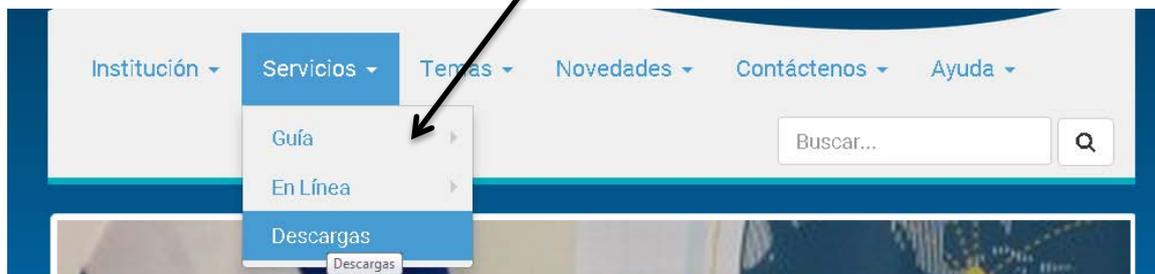 Institución Servicios Temas Novedades Contáctenos Ayuda
Guía
Buscar...
En Línea
Descargas
Descargas